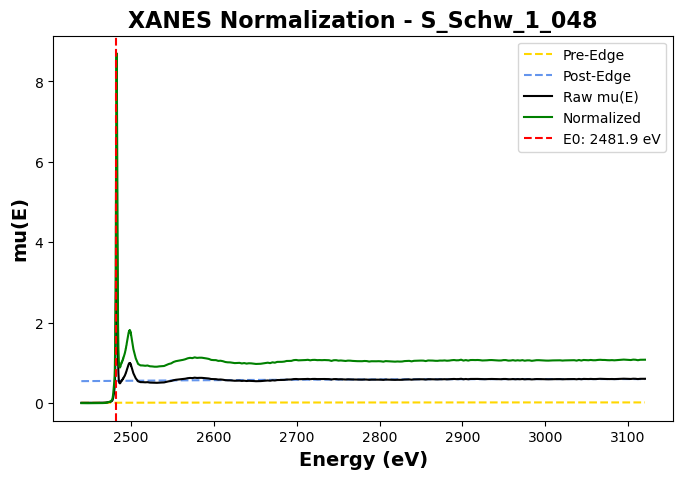 XANES Normalization - S_Schw_1_048
Pre-Edge
Post-Edge
Raw mu(E)
Normalized
E0: 2481.9 eV
mu(E)
8
6
4
2
0
2500 2600 2700 2800 2900 3000 3100
Energy (eV)